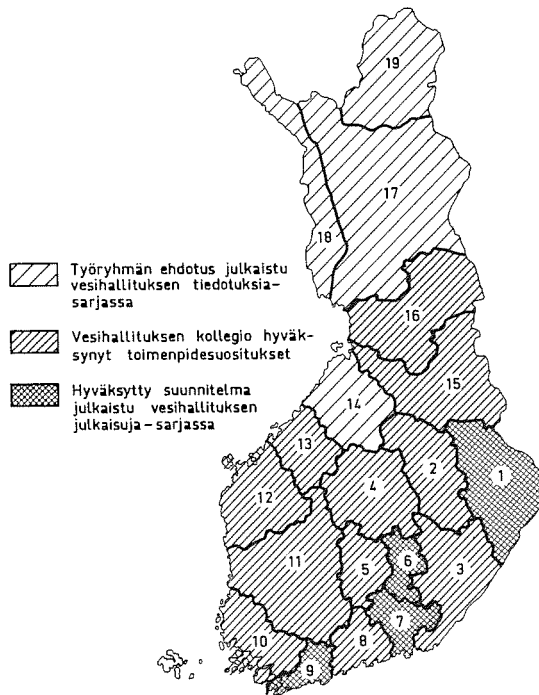 19
17
18
Työryhmän ehdotus julkaistu
vesihallituksen tiedotuksia-
sarjassa
16
Vesihallituksen kollegio hyväk-
synyt toimenpidesuositukset
15
Hyväksytty suunnitelma
julkaistu vesihallituksen
julkaisuja-sarjassa
14
13
2
1
12
4
11
5
6
3
7
10
8
9